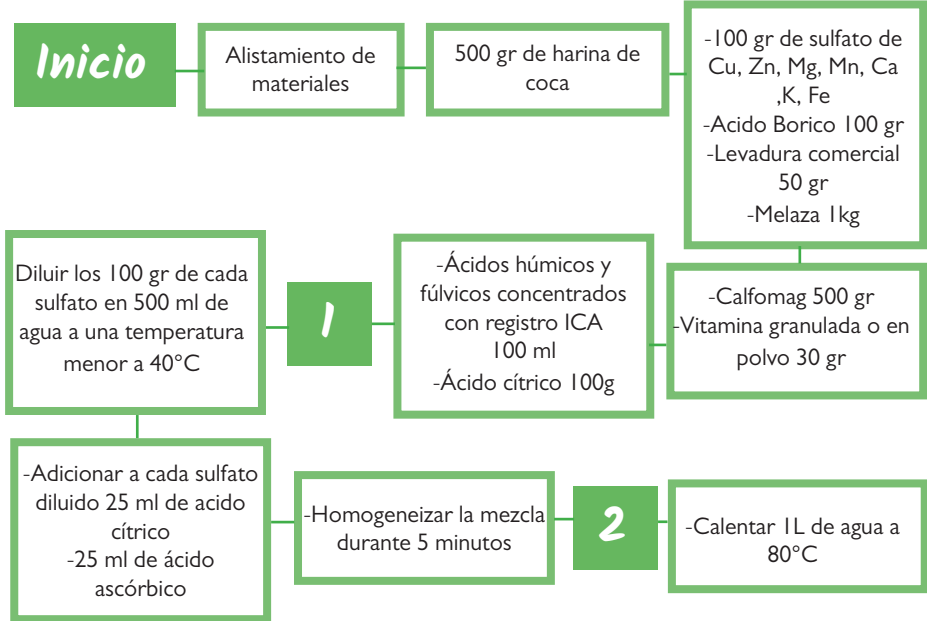 Inicio
Alistamiento de
materiales
500 gr de harina de
coca
-100 gr de sulfato de
Cu, Zn, Mg, Mn, Ca
,K, Fe
-Acido Borico 100 gr
-Levadura comercial
50 gr
-Melaza 1kg
-Calfomag 500 gr
-Vitamina granulada o en
polvo 30 gr
-Ácidos húmicos y
fúlvicos concentrados
con registro ICA
100 ml
-Ácido cítrico 100g
1
Diluir los 100 gr de cada
sulfato en 500 ml de
agua a una temperatura
menor a 40°C
-Adicionar a cada sulfato
diluido 25 ml de acido
cítrico
-25 ml de ácido
ascórbico
-Homogeneizar la mezcla
durante 5 minutos
2
-Calentar 1L de agua a
80°C